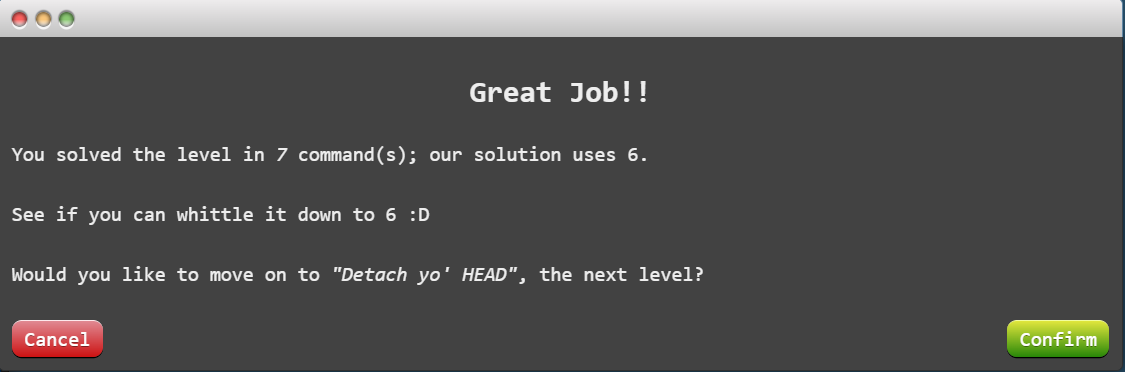 Great Job!!
You solved the level in 7 command(s); our solution uses 6.
See if you can whittle it down to 6 :D
Would you like to move on to "Detach yo' HEAD", the next level?
Cancel
Confirm